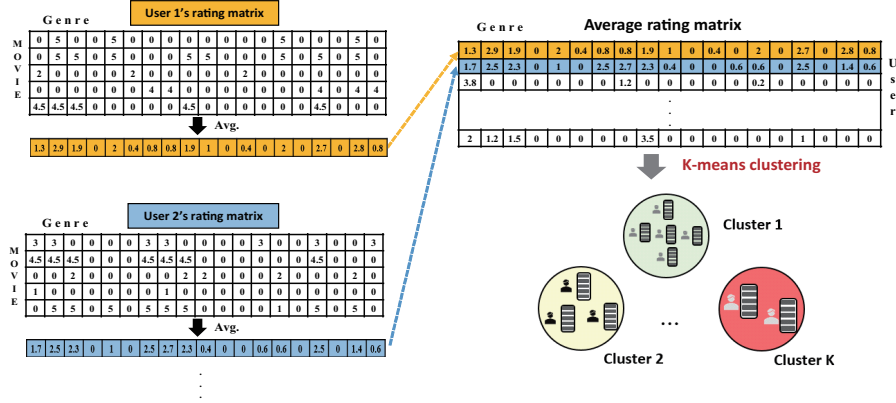 User 1's rating matrix
Genre
MOVIE
0 5 0 0 5 0 0 0 0 0 0 0 0 5 0 0 0 5 0
0 5 5 0 5 0 0 0 5 5 0 0 0 5 0 5 0 5 0
2 0 0 0 0 2 0 0 0 0 0 2 0 0 0 0 0 0 0
0 0 0 0 0 0 4 4 0 0 0 0 0 0 0 4 0 4 4
4.5 4.5 4.5 0 0 0 0 0 4.5 0 0 0 0 0 0 4.5 0 0 0
Avg.
1.3 2.9 1.9 0 2 0.4 0.8 0.8 1.9 1 0 0.4 0 2 0 2.7 0 2.8 0.8
User 2's rating matrix
Genre
MOVIE
3 3 0 0 0 0 3 3 0 0 0 0 3 0 0 3 0 0 3
4.5 4.5 4.5 0 0 0 4.5 4.5 4.5 0 0 0 0 0 0 4.5 0 0 0
0 0 2 0 0 0 0 0 2 2 0 0 0 2 0 0 0 2 0
1 0 0 0 0 0 0 1 0 0 0 0 0 0 0 0 0 0 0
0 5 5 0 5 0 5 5 5 0 0 0 0 1 0 5 0 5 0
Avg.
1.7 2.5 2.3 0 1 0 2.5 2.7 2.3 0.4 0 0 0.6 0.6 0 2.5 0 1.4 0.6
.
.
.
Genre
Average rating matrix
1.3 2.9 1.9 0 2 0.4 0.8 0.8 1.9 1 0 0.4 0 2 0 2.7 0 2.8 0.8
1.7 2.5 2.3 0 1 0 2.5 2.7 2.3 0.4 0 0 0.6 0.6 0 2.5 0 1.4 0.6
3.8 0 0 0 0 0 0 1.2 0 0 0 0 0 0.2 0 0 0 0 0
.
.
.
2 1.2 1.5 0 0 0 0 0 3.5 0 0 0 0 0 0 1 0 0 0
User
K-means clustering
Cluster 1
Cluster 2
...
Cluster K